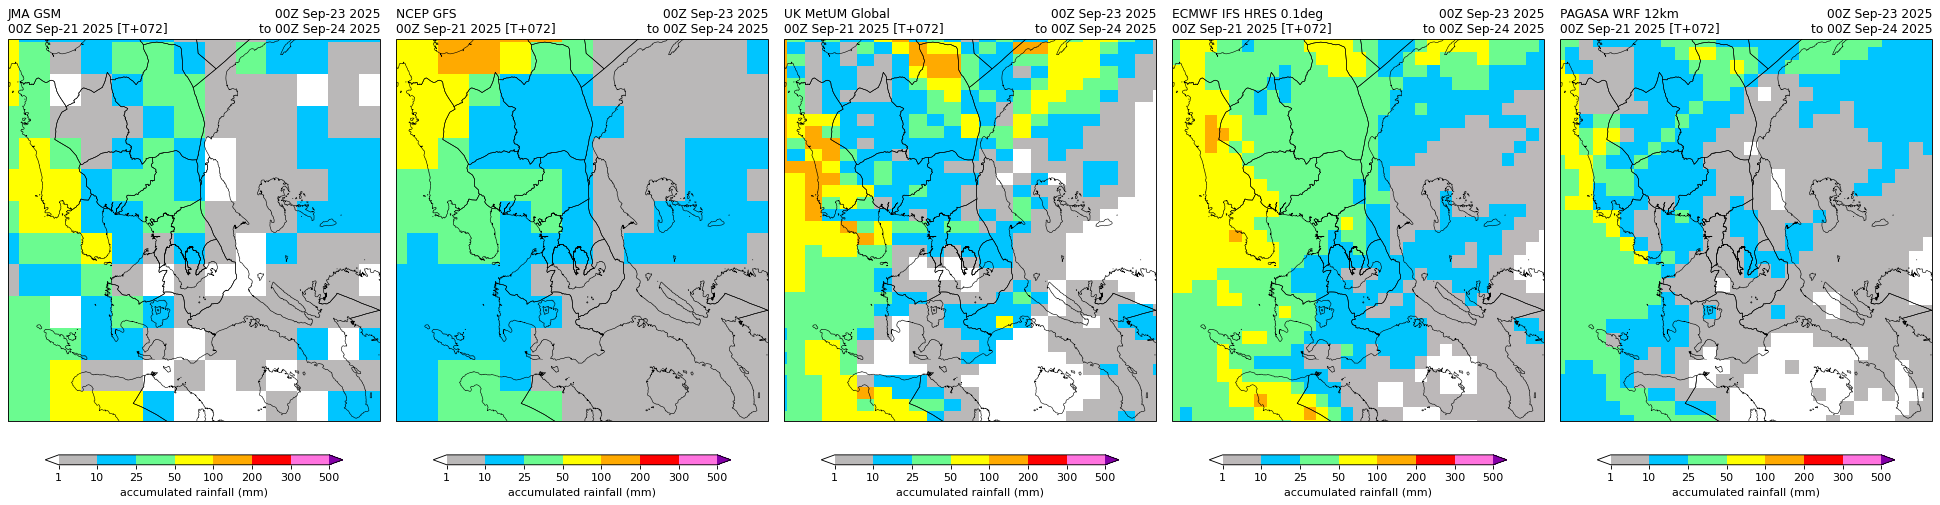 JMA GSM 00Z Sep-23 2025
00Z Sep-21 2025 [T+072] to 00Z Sep-24 2025
NCEP GFS 00Z Sep-23 2025
00Z Sep-21 2025 [T+072] to 00Z Sep-24 2025
UK MetUM Global 00Z Sep-23 2025
00Z Sep-21 2025 [T+072] to 00Z Sep-24 2025
ECMWF IFS HRES 0.1deg 00Z Sep-23 2025
00Z Sep-21 2025 [T+072] to 00Z Sep-24 2025
PAGASA WRF 12km 00Z Sep-23 2025
00Z Sep-21 2025 [T+072] to 00Z Sep-24 2025
1 10 25 50 100 200 300 500
accumulated rainfall (mm)
1 10 25 50 100 200 300 500
accumulated rainfall (mm)
1 10 25 50 100 200 300 500
accumulated rainfall (mm)
1 10 25 50 100 200 300 500
accumulated rainfall (mm)
1 10 25 50 100 200 300 500
accumulated rainfall (mm)